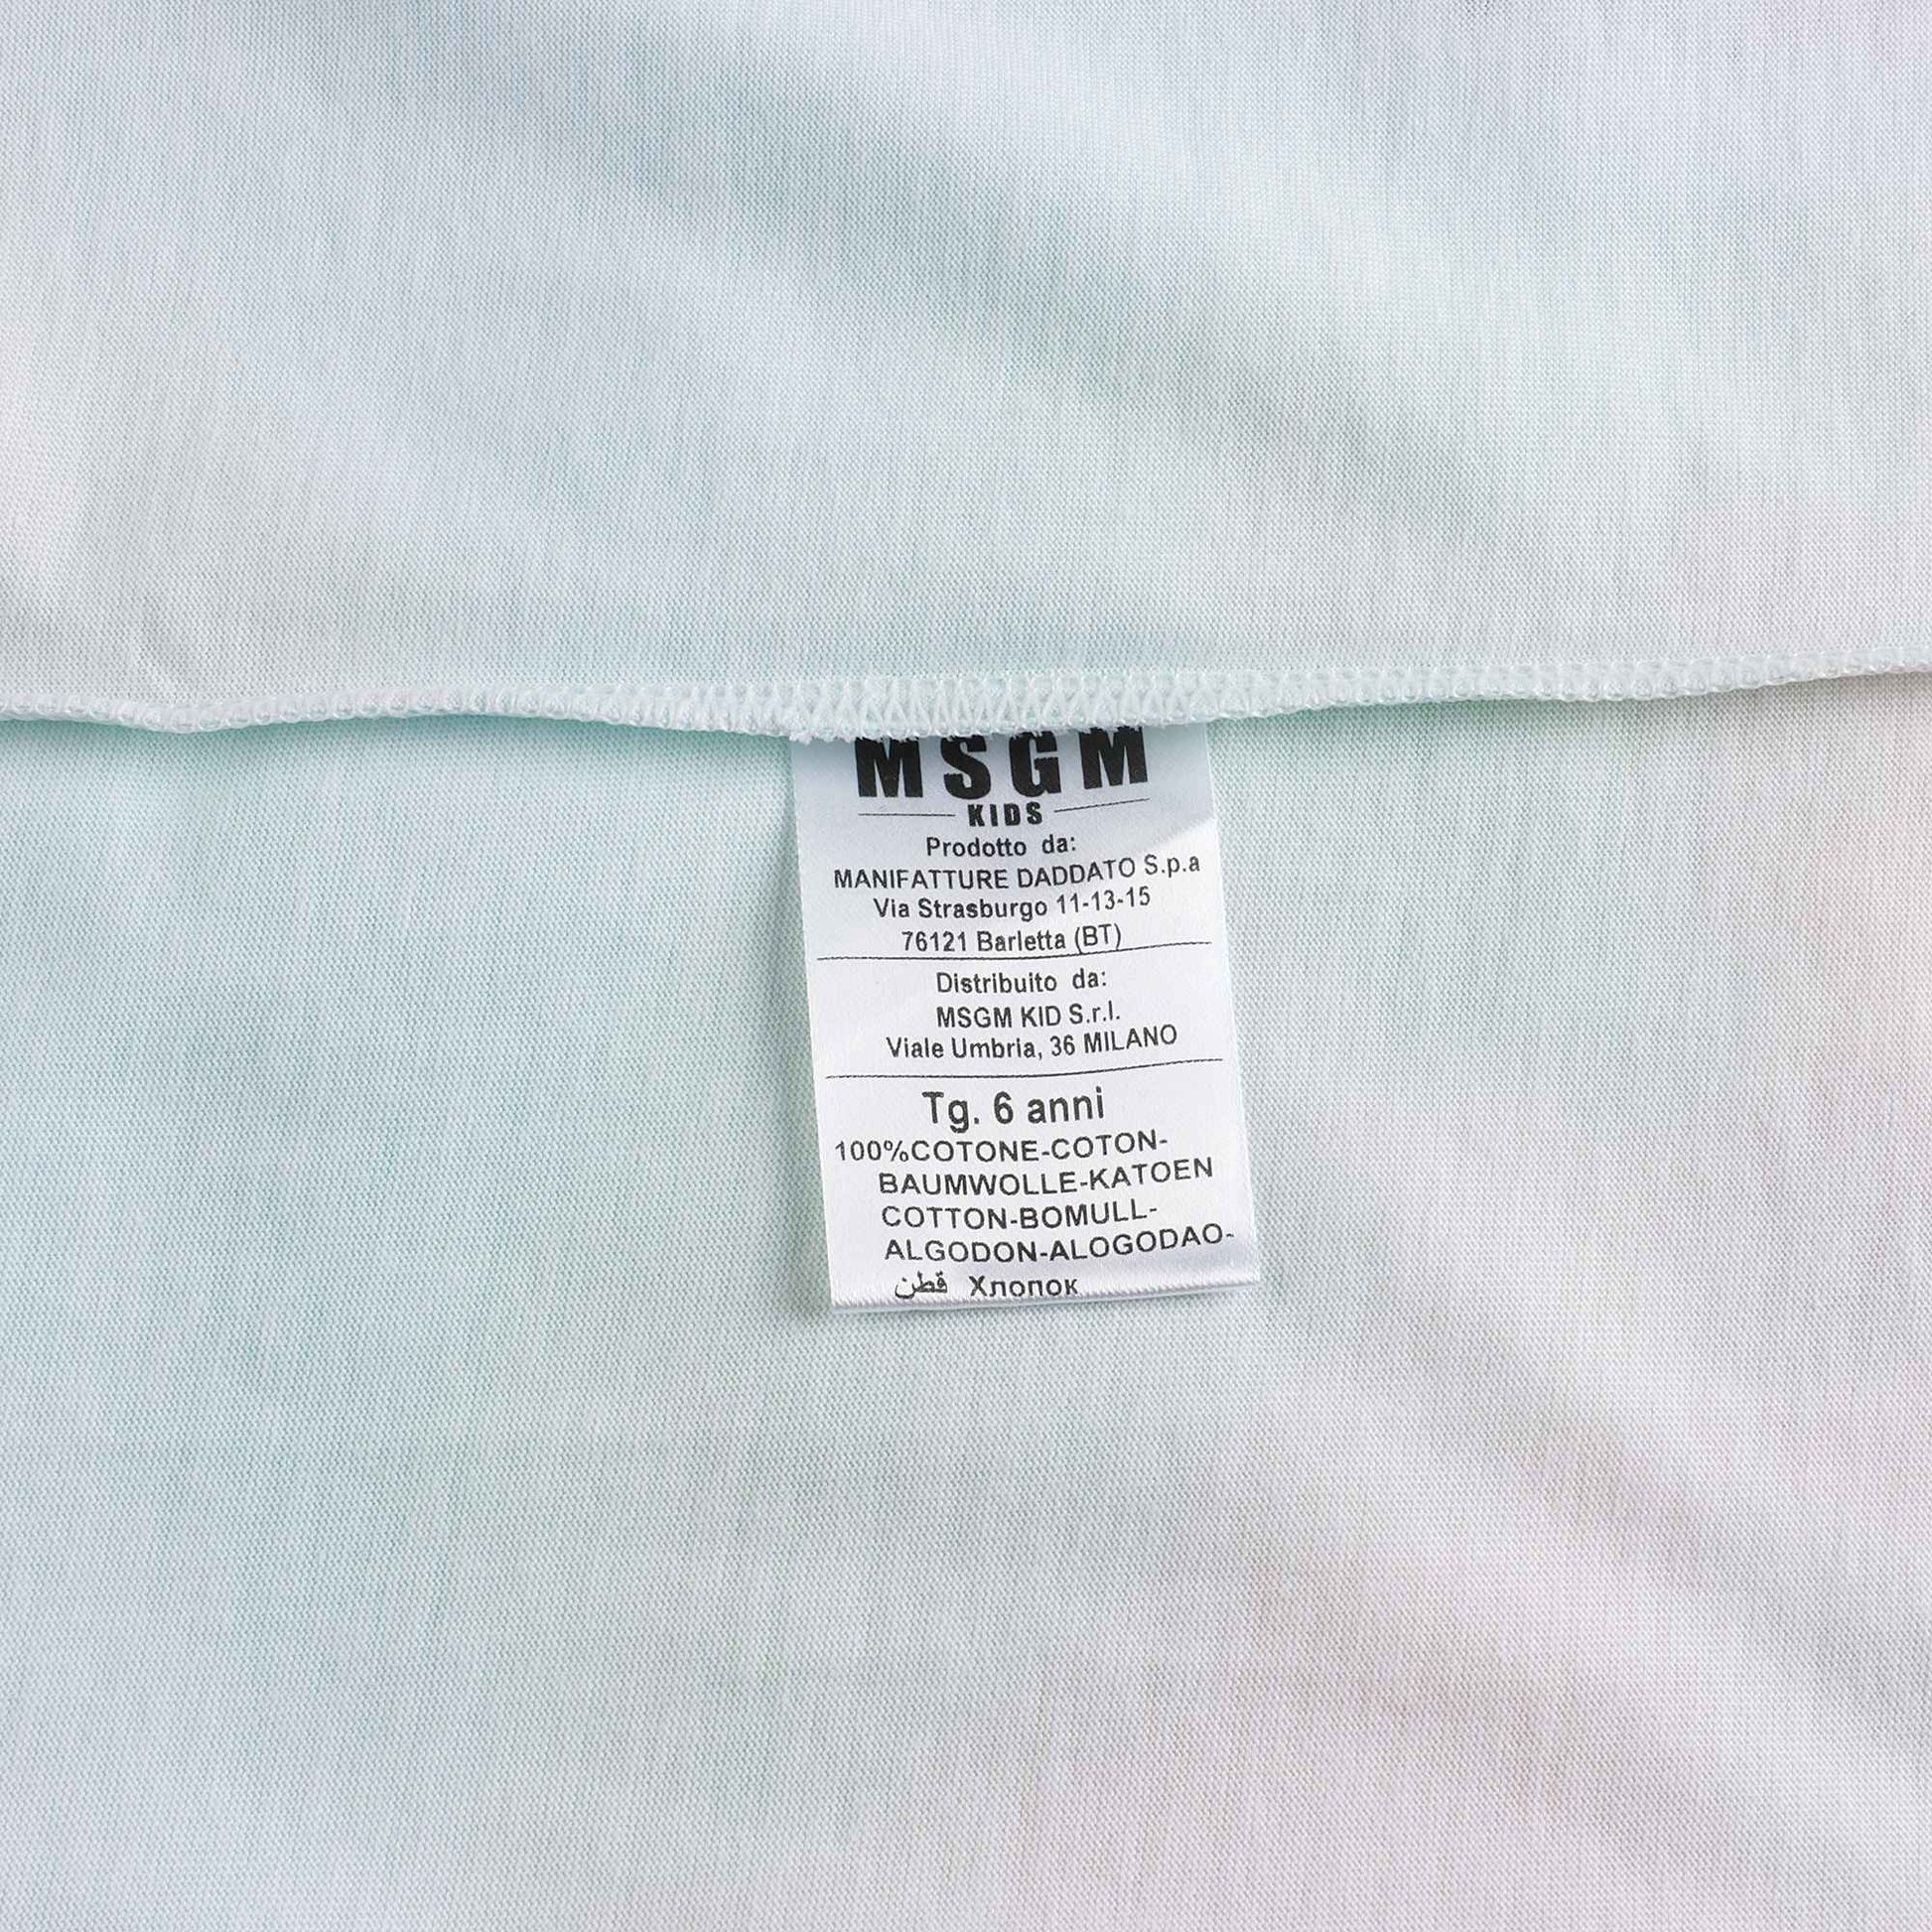 MSGM
KIDS
Prodotto da:
MANIFATTURE DADDATO S.p.a
Via Strasburgo 11-13-15
76121 Barletta (BT)
Distribuito da:
MSGM KID S.r.l.
Viale Umbria, 36 MILANO
Tg. 6 anni
100%COTONE-COTON-
BAUMWOLLE-KATOEN
COTTON-BOMULL-
ALGODON-ALOGODAO-
قطن Хлопок